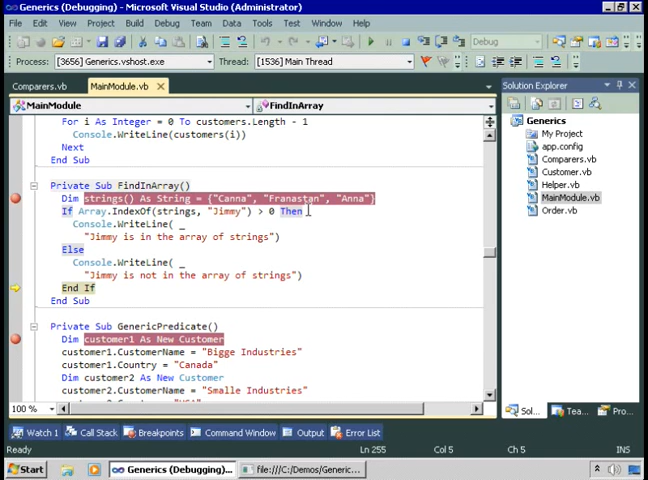 Generics (Debugging) - Microsoft Visual Studio (Administrator)
File Edit View Project Build Debug Team Data Tools Test Window Help
Debug
Process: [3656] Generics.vshost.exe Thread: [1536] Main Thread
Comparers.vb MainModule.vb
MainModule FindInArray
For i As Integer = 0 To customers.Length - 1
Console.WriteLine(customers(i))
Next
End Sub
Private Sub FindInArray()
Dim strings() As String = {"Canna", "Franastan", "Anna"}
If Array.IndexOf(strings, "Jimmy") > 0 Then
Console.WriteLine( _
"Jimmy is in the array of strings")
Else
Console.WriteLine( _
"Jimmy is not in the array of strings")
End If
End Sub
Private Sub GenericPredicate()
Dim customer1 As New Customer
customer1.CustomerName = "Bigge Industries"
customer1.Country = "Canada"
Dim customer2 As New Customer
customer2.CustomerName = "Smalle Industries"
100 %
Solution Explorer
Generics
My Project
app.config
Comparers.vb
Customer.vb
Helper.vb
MainModule.vb
Order.vb
Sol... Tea... Pro...
Watch 1 Call Stack Breakpoints Command Window Output Error List
Ready Ln 255 Col 5 Ch 5 INS
Start Generics (Debugging)... file:///C:/Demos/Generic...